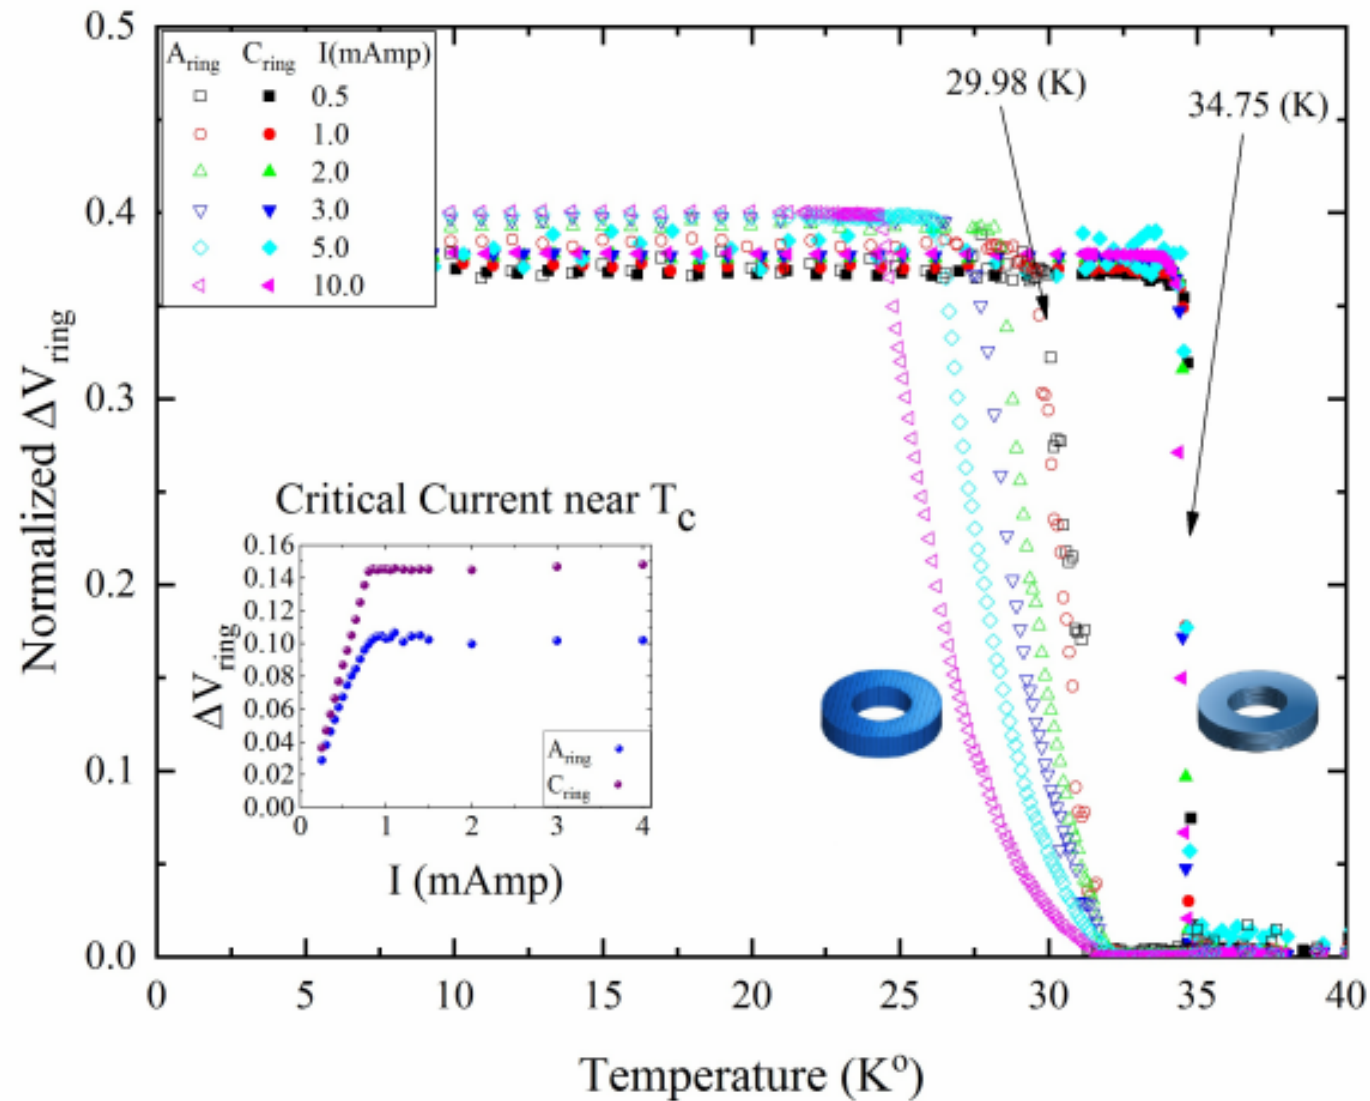 0.5
0.4
0.3
0.2
0.1
0.0
Normalized ΔV_ring
A_ring C_ring I(mAmp)
0.5
1.0
2.0
3.0
5.0
10.0
29.98 (K)
34.75 (K)
Critical Current near T_c
0.16
0.14
0.12
0.10
0.08
0.06
0.04
0.02
0.00
ΔV_ring
A_ring
C_ring
0 1 2 3 4
I (mAmp)
0 5 10 15 20 25 30 35 40
Temperature (K°)